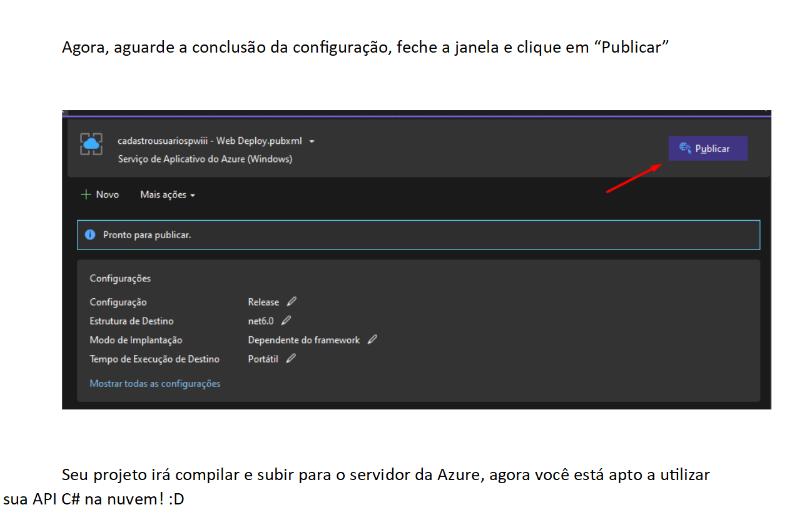 Agora, aguarde a conclusão da configuração, feche a janela e clique em “Publicar”
cadastrousuariospwiii - Web Deploy.pubxml
Serviço de Aplicativo do Azure (Windows)
Publicar
Novo Mais ações
Pronto para publicar.
Configurações
Configuração Release
Estrutura de Destino net6.0
Modo de Implantação Dependente do framework
Tempo de Execução de Destino Portátil
Mostrar todas as configurações
Seu projeto irá compilar e subir para o servidor da Azure, agora você está apto a utilizar
sua API C# na nuvem! :D